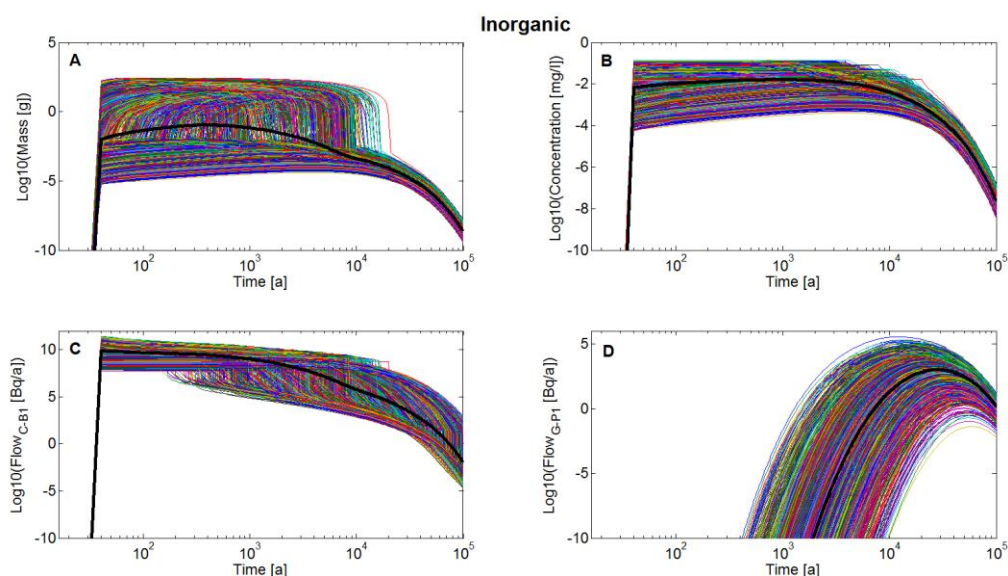 Inorganic
A
Log10(Mass [g])
5
0
-5
-10
10^2
10^3
10^4
10^5
Time [a]
B
Log10(Concentration [mg/l])
0
-2
-4
-6
-8
-10
10^2
10^3
10^4
10^5
Time [a]
C
Log10(Flow_C-B1 [Bq/a])
10
5
0
-5
-10
10^2
10^3
10^4
10^5
Time [a]
D
Log10(Flow_G-P1 [Bq/a])
5
0
-5
-10
10^2
10^3
10^4
10^5
Time [a]